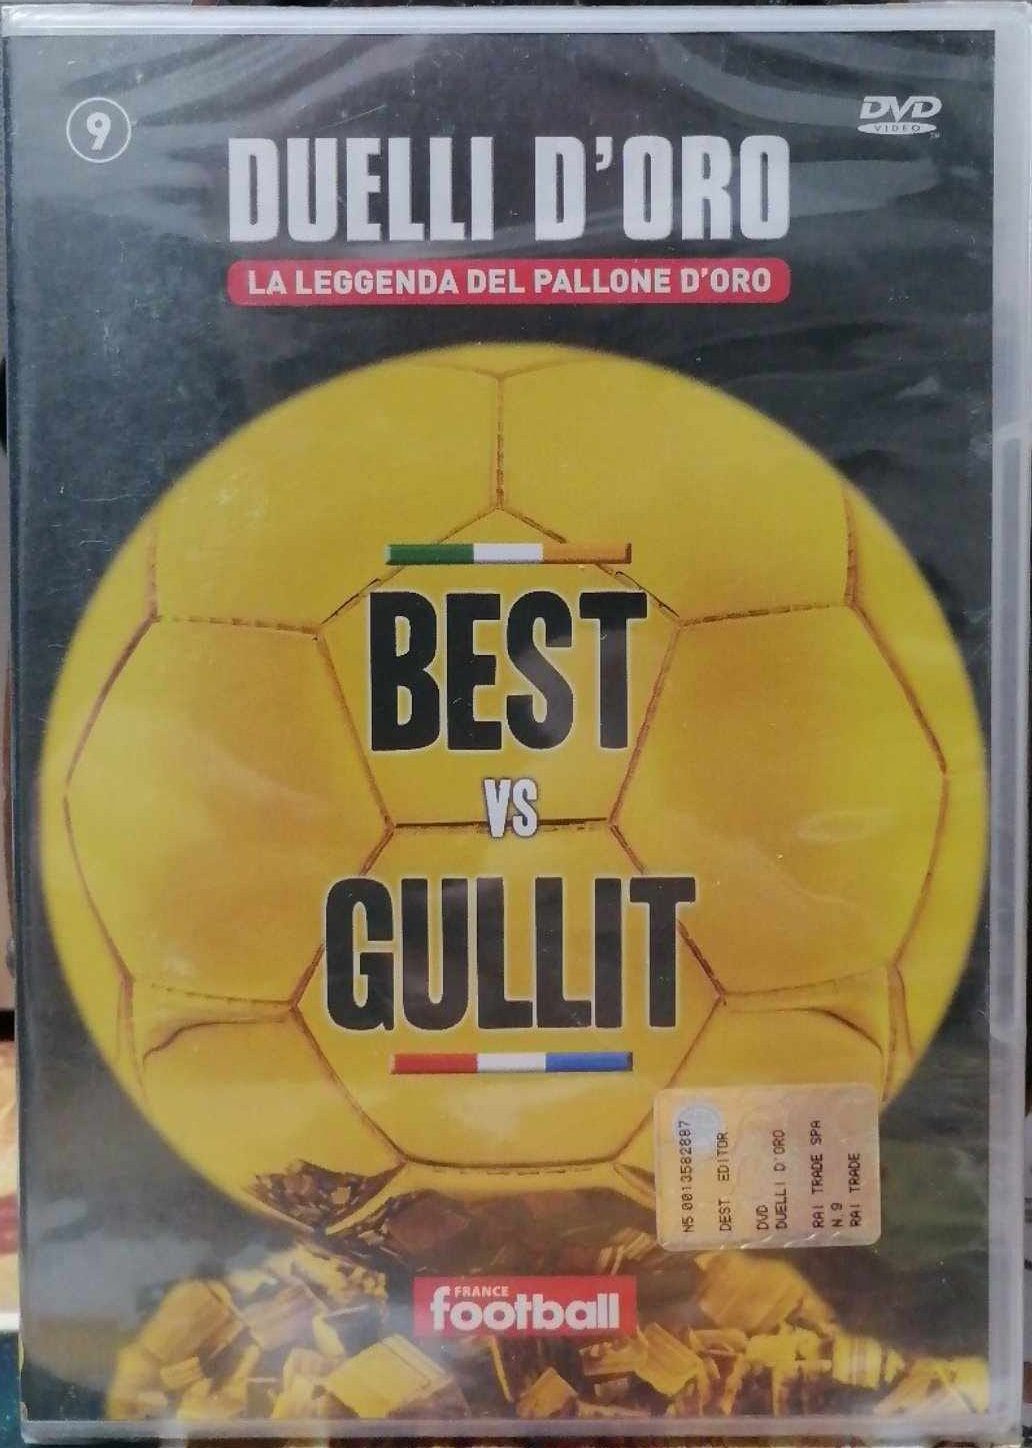 9
DVD
VIDEO
DUELLI D'ORO
LA LEGGENDA DEL PALLONE D'ORO
BEST
VS
GULLIT
N5 0013582887
DEST. EDITOR
DVD
DUELLI D'ORO
RAI TRADE SPA
N.9
RAI TRADE
FRANCE
football